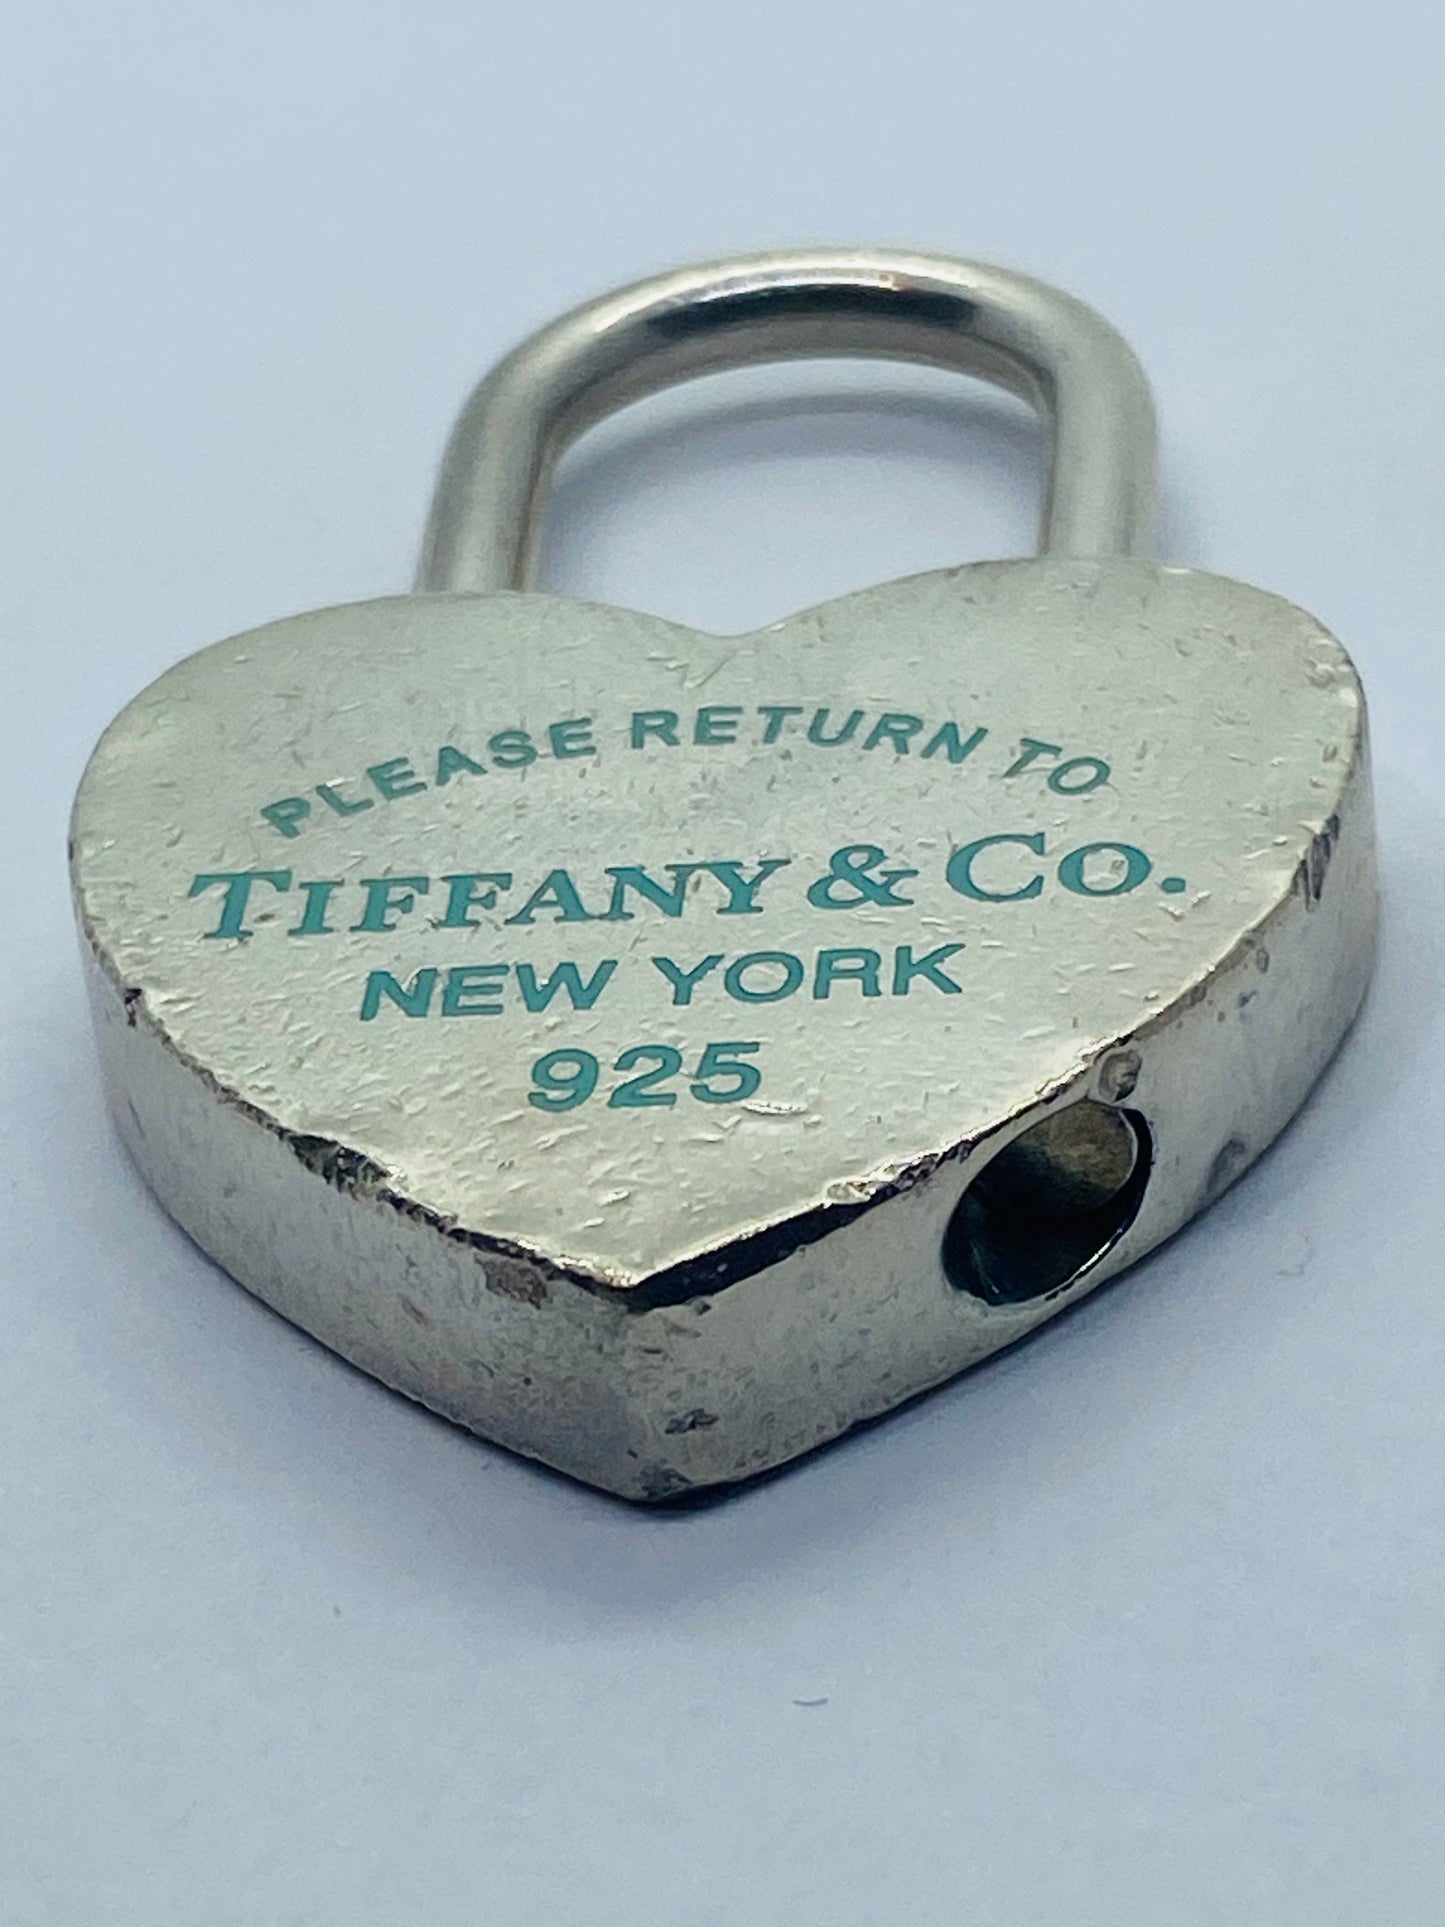 PLEASE RETURN TO
TIFFANY & CO.
NEW YORK
925